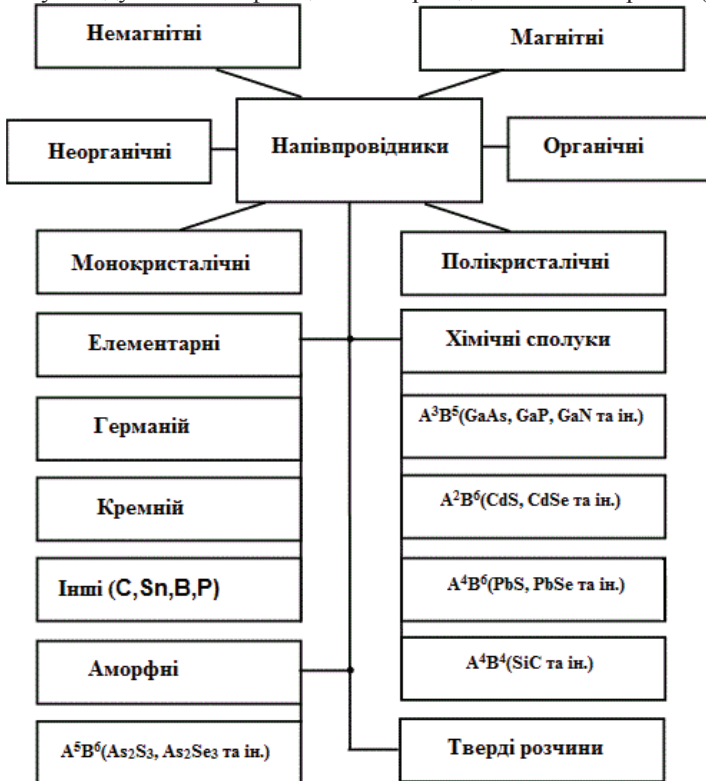 Немагнітні
Магнітні
Неорганічні
Напівпровідники
Органічні
Монокристалічні
Полікристалічні
Елементарні
Хімічні сполуки
Германій
A³B⁵(GaAs, GaP, GaN та ін.)
Кремній
A²B⁶(CdS, CdSe та ін.)
Інші (C,Sn,B,P)
A⁴B⁶(PbS, PbSe та ін.)
Аморфні
A⁴B⁴(SiC та ін.)
A⁵B⁶(As₂S₃, As₂Se₃ та ін.)
Тверді розчини